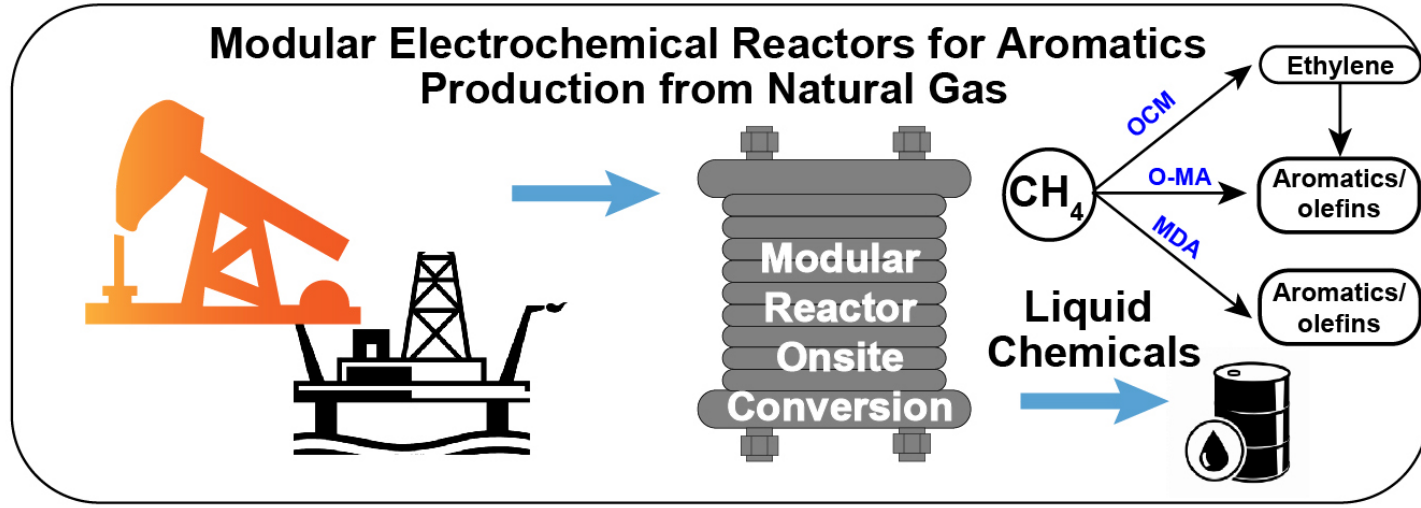 Modular Electrochemical Reactors for Aromatics
Production from Natural Gas
Modular
Reactor
Onsite
Conversion
CH₄
OCM
O-MA
MDA
Ethylene
Aromatics/
olefins
Aromatics/
olefins
Liquid
Chemicals